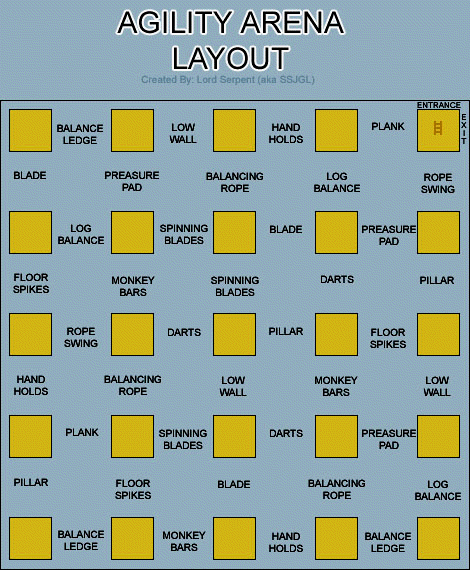 AGILITY ARENA
LAYOUT
Created By: Lord Serpent (aka SSJGL)
ENTRANCE
EXIT
BALANCE LEDGE
LOW WALL
HAND HOLDS
PLANK
BLADE
PREASURE PAD
BALANCING ROPE
LOG BALANCE
ROPE SWING
LOG BALANCE
SPINNING BLADES
BLADE
PREASURE PAD
FLOOR SPIKES
MONKEY BARS
SPINNING BLADES
DARTS
PILLAR
ROPE SWING
DARTS
PILLAR
FLOOR SPIKES
HAND HOLDS
BALANCING ROPE
LOW WALL
MONKEY BARS
LOW WALL
PLANK
SPINNING BLADES
DARTS
PREASURE PAD
PILLAR
FLOOR SPIKES
BLADE
BALANCING ROPE
LOG BALANCE
BALANCE LEDGE
MONKEY BARS
HAND HOLDS
BALANCE LEDGE